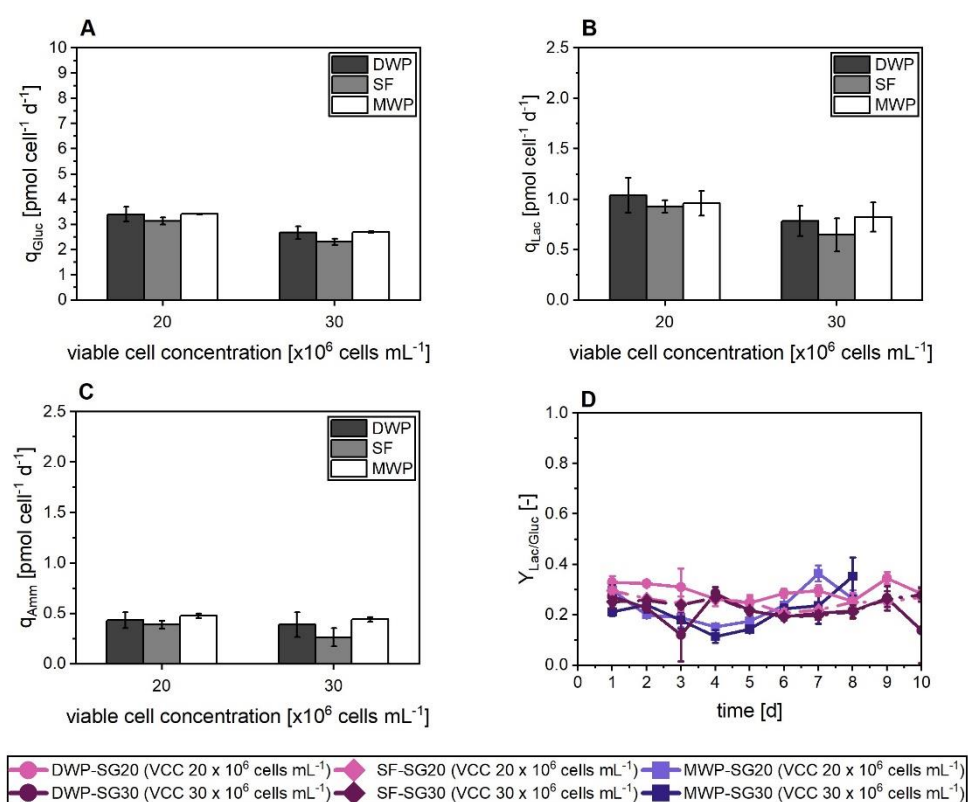 A
10
9
8
7
6
5
4
3
2
1
0
q_Gluc [pmol cell⁻¹ d⁻¹]
DWP
SF
MWP
20 30
viable cell concentration [x10⁶ cells mL⁻¹]
B
2.5
2.0
1.5
1.0
0.5
0.0
q_Lac [pmol cell⁻¹ d⁻¹]
DWP
SF
MWP
20 30
viable cell concentration [x10⁶ cells mL⁻¹]
C
2.5
2.0
1.5
1.0
0.5
0.0
q_Amm [pmol cell⁻¹ d⁻¹]
DWP
SF
MWP
20 30
viable cell concentration [x10⁶ cells mL⁻¹]
D
1.0
0.8
0.6
0.4
0.2
0.0
Y_Lac/Gluc [-]
0 1 2 3 4 5 6 7 8 9 10
time [d]
DWP-SG20 (VCC 20 x 10⁶ cells mL⁻¹) SF-SG20 (VCC 20 x 10⁶ cells mL⁻¹) MWP-SG20 (VCC 20 x 10⁶ cells mL⁻¹)
DWP-SG30 (VCC 30 x 10⁶ cells mL⁻¹) SF-SG30 (VCC 30 x 10⁶ cells mL⁻¹) MWP-SG30 (VCC 30 x 10⁶ cells mL⁻¹)